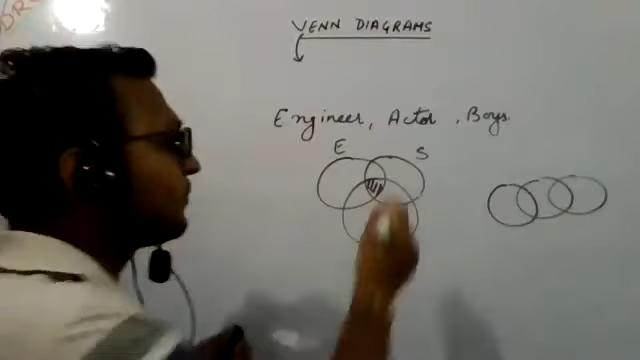 VENN DIAGRAMS
Engineer, Actor, Boys.
E S